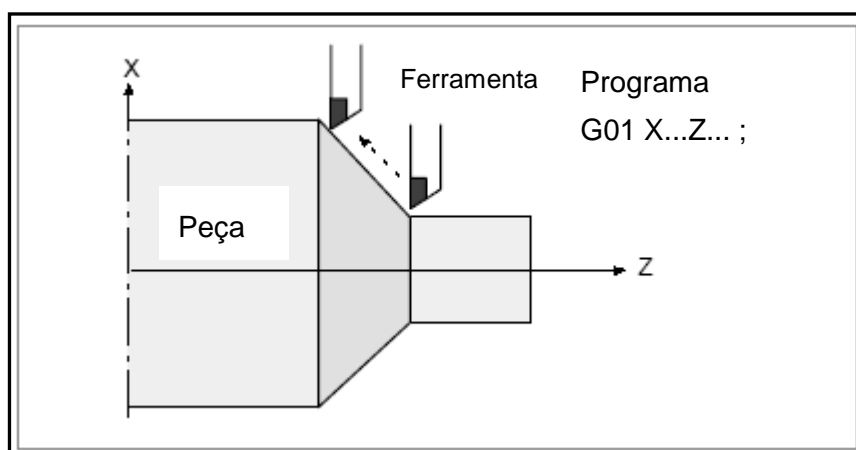 X
Ferramenta
Programa
G01 X...Z... ;
Peça
Z